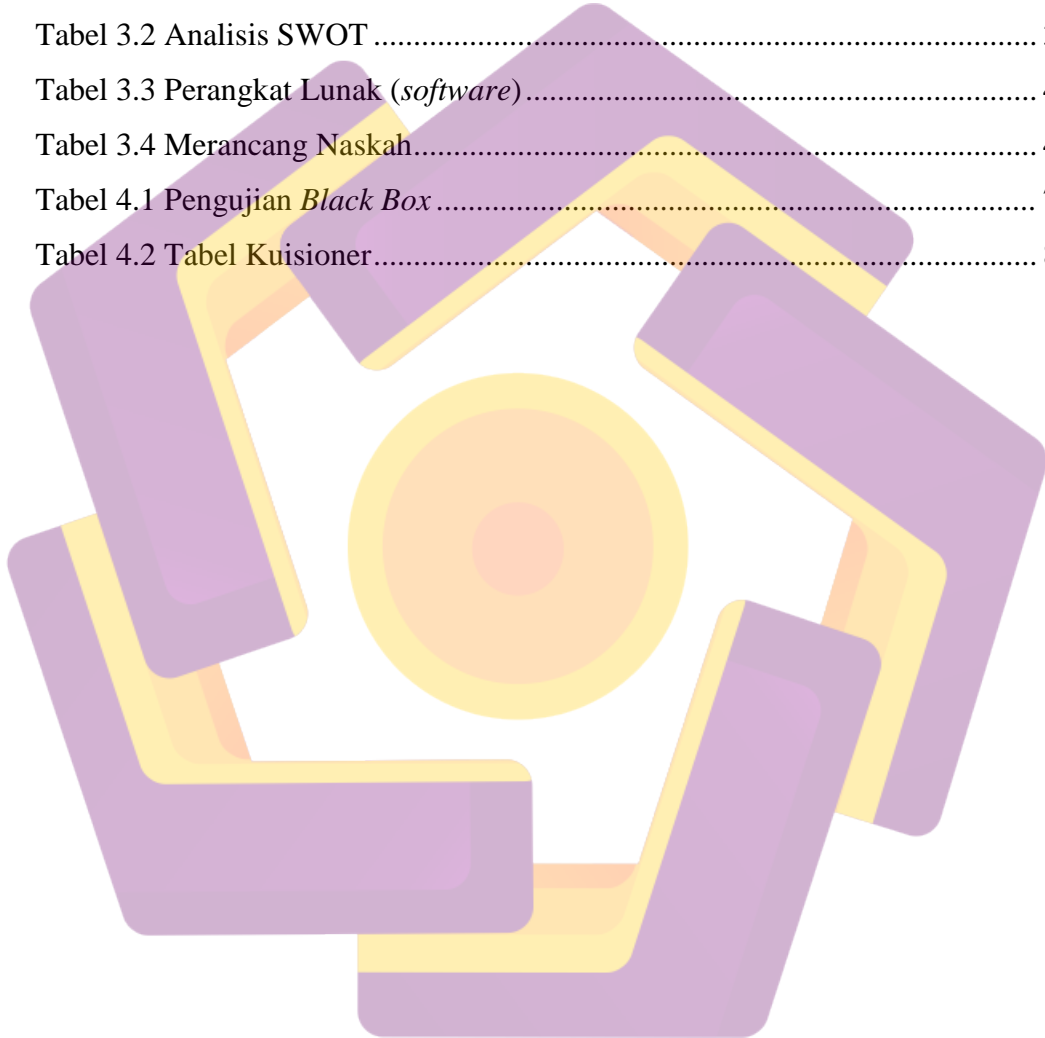 Tabel 3.2 Analisis SWOT ....................................................................................
Tabel 3.3 Perangkat Lunak (software) .................................................................
Tabel 3.4 Merancang Naskah...............................................................................
Tabel 4.1 Pengujian Black Box ............................................................................
Tabel 4.2 Tabel Kuisioner....................................................................................